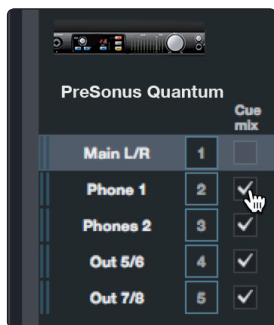 PreSonus Quantum
Cue
mix
Main L/R 1
Phone 1 2
Phones 2 3
Out 5/6 4
Out 7/8 5